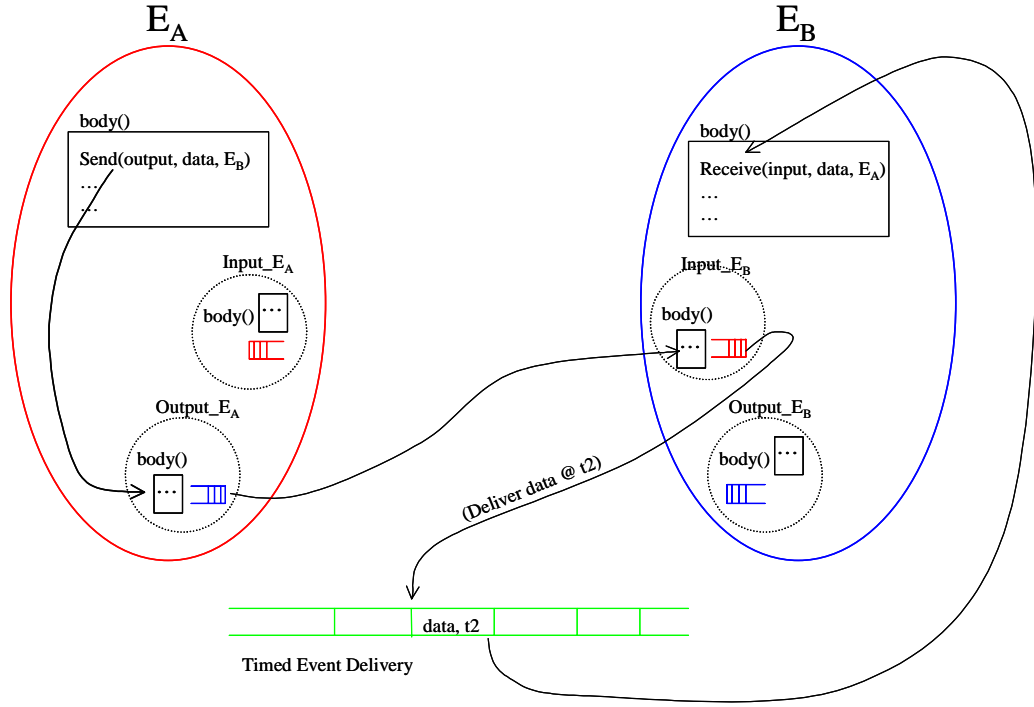 E_A
E_B
body()
Send(output, data, E_B)
...
...
body()
Receive(input, data, E_A)
...
...
Input_E_A
body()
...
Input_E_B
body()
...
Output_E_A
body()
...
Output_E_B
body()
...
(Deliver data @ t2)
data, t2
Timed Event Delivery